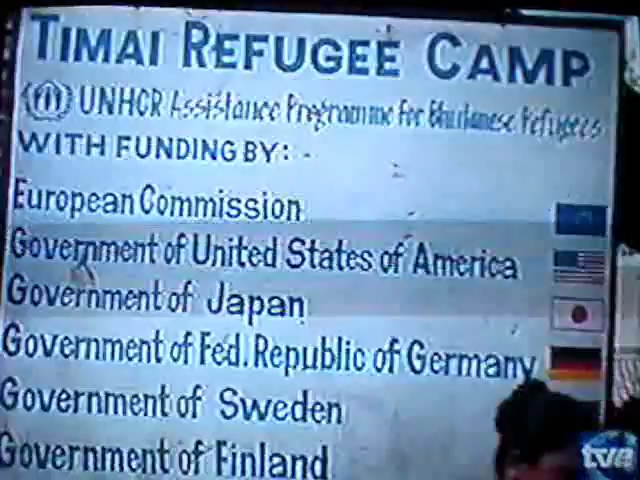 TIMAI REFUGEE CAMP
UNHCR Assistance Programme For Bhutanese Refugees
WITH FUNDING BY: -
European Commission
Government of United States of America
Government of Japan
Government of Fed. Republic of Germany
Government of Sweden
Government of Finland
tve